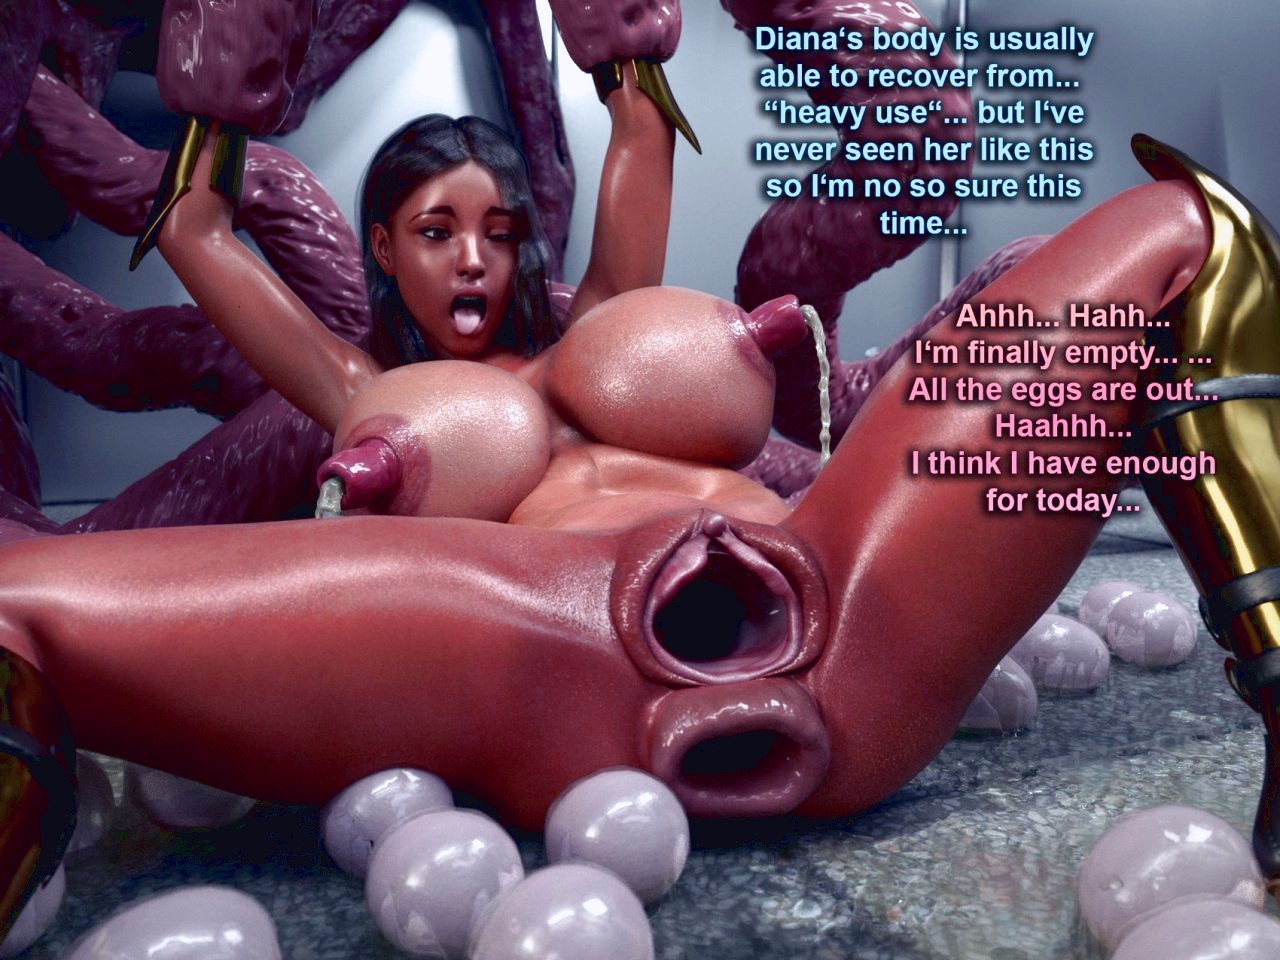 Diana‘s body is usually
able to recover from...
“heavy use“... but I‘ve
never seen her like this
so I‘m no so sure this
time...
Ahhh... Hahh...
I‘m finally empty... ...
All the eggs are out...
Haahhh...
I think I have enough
for today...